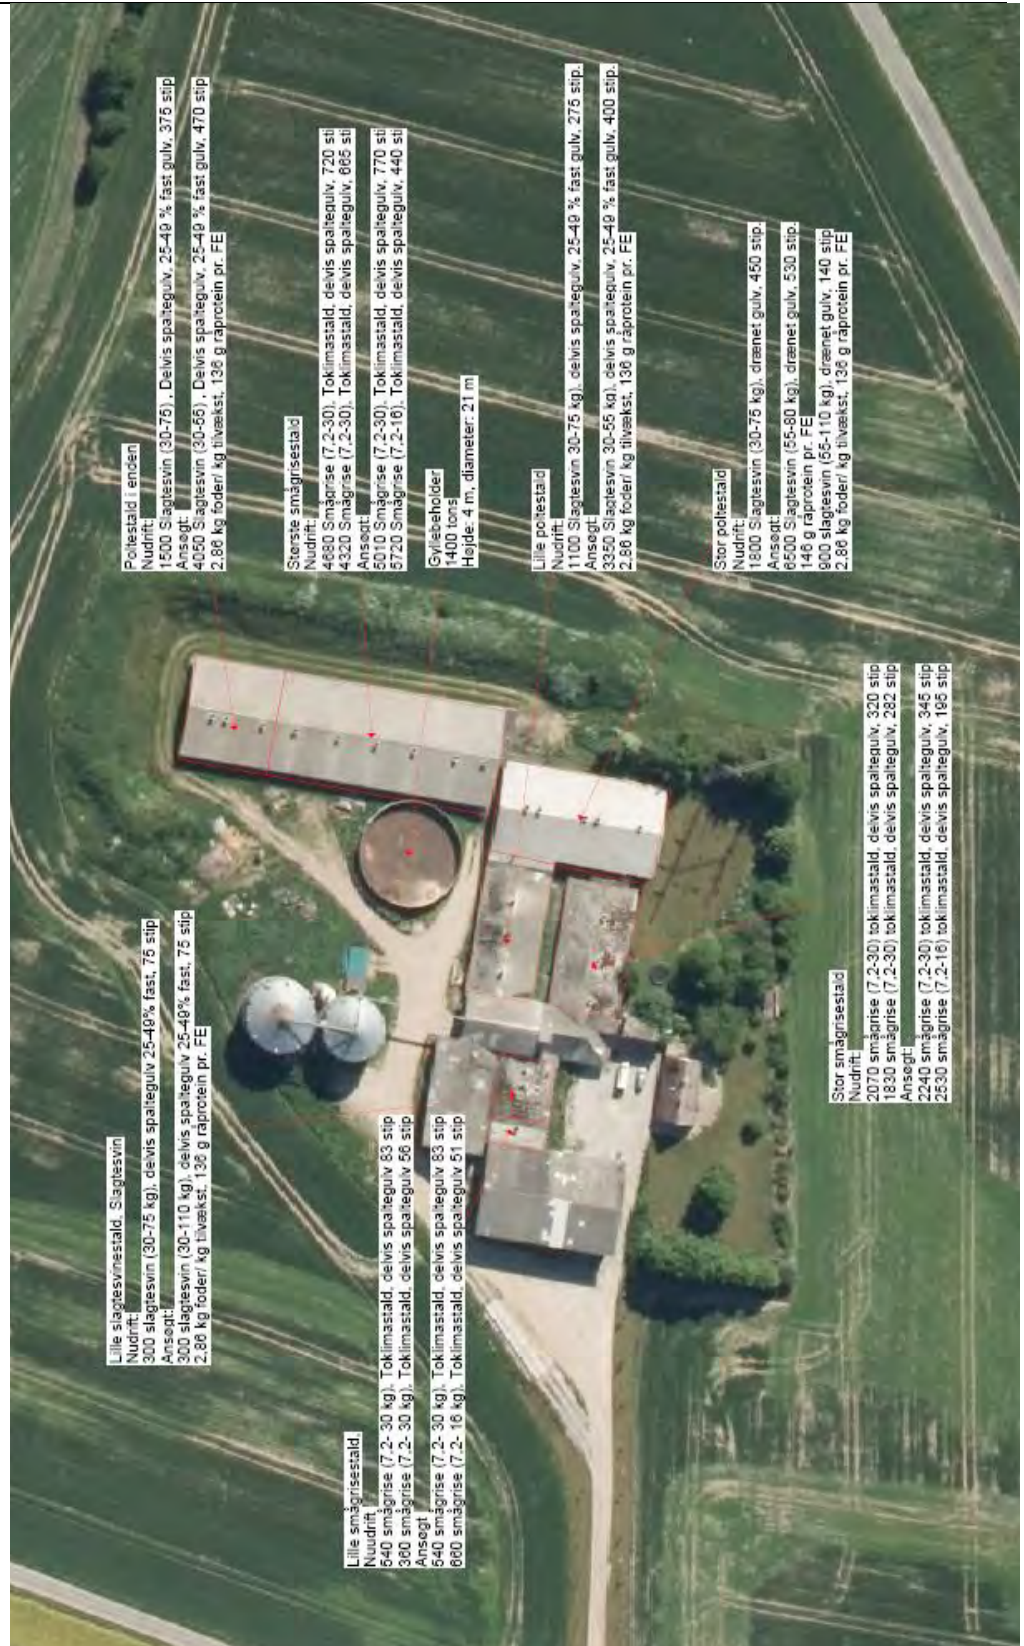 Lille slagtesvinestald, Slagtesvin
Nudrift:
300 slagtesvin (30-75 kg), delvis spaltegulv 25-49% fast, 75 stip
Ansøgt:
300 slagtesvin (30-110 kg), delvis spaltegulv 25-49% fast, 75 stip
2,86 kg foder/ kg tilvækst, 136 g råprotein pr. FE
Lille smågrisestald.
Nuudrift
540 smågrise (7,2- 30 kg), Toklimastald, delvis spaltegulv 83 stip
360 smågrise (7,2- 30 kg), Toklimastald, delvis spaltegulv 56 stip
Ansøgt
540 smågrise (7,2- 30 kg), Toklimastald, delvis spaltegulv 83 stip
660 smågrise (7,2- 16 kg), Toklimastald, delvis spaltegulv 51 stip
Poltestald i enden
Nudrift:
1500 Slagtesvin (30-75) , Delvis spaltegulv, 25-49 % fast gulv, 375 stip
Ansøgt:
4050 Slagtesvin (30-55), Delvis spaltegulv, 25-49 % fast gulv, 470 stip
2,86 kg foder/ kg tilvækst, 136 g råprotein pr. FE
Største smågrisestald
Nudrift:
4680 Smågrise (7,2-30), Toklimastald, delvis spaltegulv, 720 sti
4320 Smågrise (7,2-30), Toklimastald, delvis spaltegulv, 665 sti
Ansøgt:
5010 Smågrise (7,2-30), Toklimastald, delvis spaltegulv, 770 sti
5720 Smågrise (7,2-16), Toklimastald, delvis spaltegulv, 440 sti
Gyllebeholder
1400 tons
Højde: 4 m, diameter: 21 m
Lille poltestald
Nudrift:
1100 Slagtesvin 30-75 kg), delvis spaltegulv, 25-49% fast gulv, 275 stip.
Ansøgt:
3350 Slagtesvin 30-55 kg), delvis spaltegulv, 25-49% fast gulv, 400 stip.
2,86 kg foder/ kg tilvækst, 136 g råprotein pr. FE
Stor poltestald
Nudrift:
1800 Slagtesvin (30-75 kg), drænet gulv, 450 stip.
Ansøgt:
6500 Slagtesvin (55-80 kg), drænet gulv, 530 stip.
146 g råprotein pr. FE
900 slagtesvin (55-110 kg), drænet gulv, 140 stip
2,86 kg foder/ kg tilvækst, 136 g råprotein pr. FE
Stor smågrisestald
Nudrift:
2070 smågrise (7,2-30) toklimastald, delvis spaltegulv, 320 stip
1830 smågrise (7,2-30) toklimastald, delvis spaltegulv, 282 stip
Ansøgt:
2240 smågrise (7,2-30) toklimastald, delvis spaltegulv, 345 stip
2530 smågrise (7,2-16) toklimastald, delvis spaltegulv, 195 stip